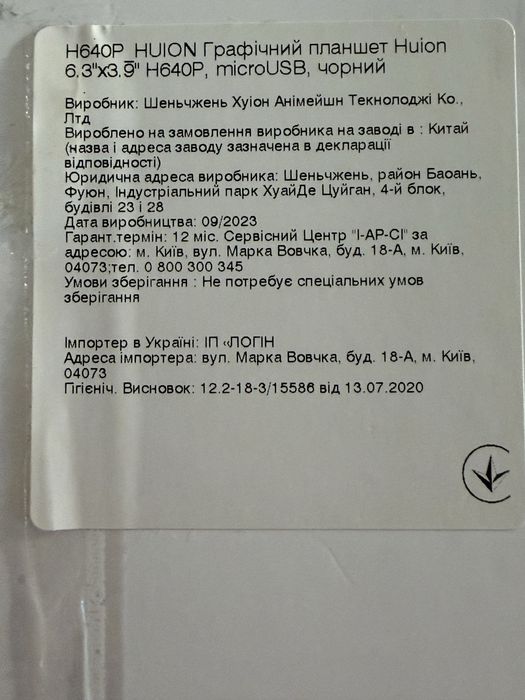 H640P HUION Графічний планшет Huion
6.3"x3.9" H640P, microUSB, чорний
Виробник: Шеньчжень Хуіон Анімейшн Текнолоджі Ко.,
Лтд
Вироблено на замовлення виробника на заводі в : Китай
(назва і адреса заводу зазначена в декларації
відповідності)
Юридична адреса виробника: Шеньчжень, район Баоань,
Фуюн, Індустріальний парк ХуайДе Цуйган, 4-й блок,
будівлі 23 і 28
Дата виробництва: 09/2023
Гарант.термін: 12 міс. Сервісний Центр "І-АР-СІ" за
адресою: м. Київ, вул. Марка Вовчка, буд. 18-А, м. Київ,
04073;тел. 0 800 300 345
Умови зберігання : Не потребує спеціальних умов
зберігання
Імпортер в Україні: ІП «ЛОГІН
Адреса імпортера: вул. Марка Вовчка, буд. 18-А, м. Київ,
04073
Гігієніч. Висновок: 12.2-18-3/15586 від 13.07.2020